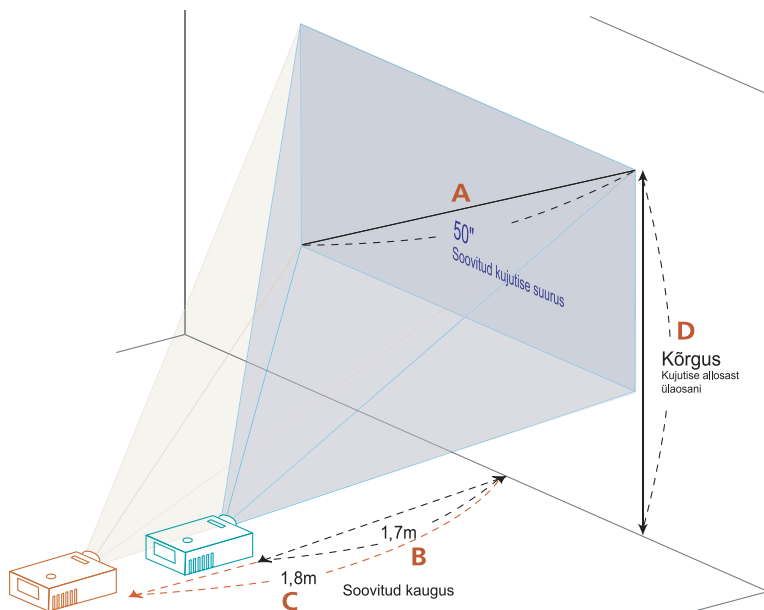 A
50"
Soovitud kujutise suurus
D
Kõrgus
Kujutise allosast
ülaosani
1,7m
B
1,8m
C
Soovitud kaugus